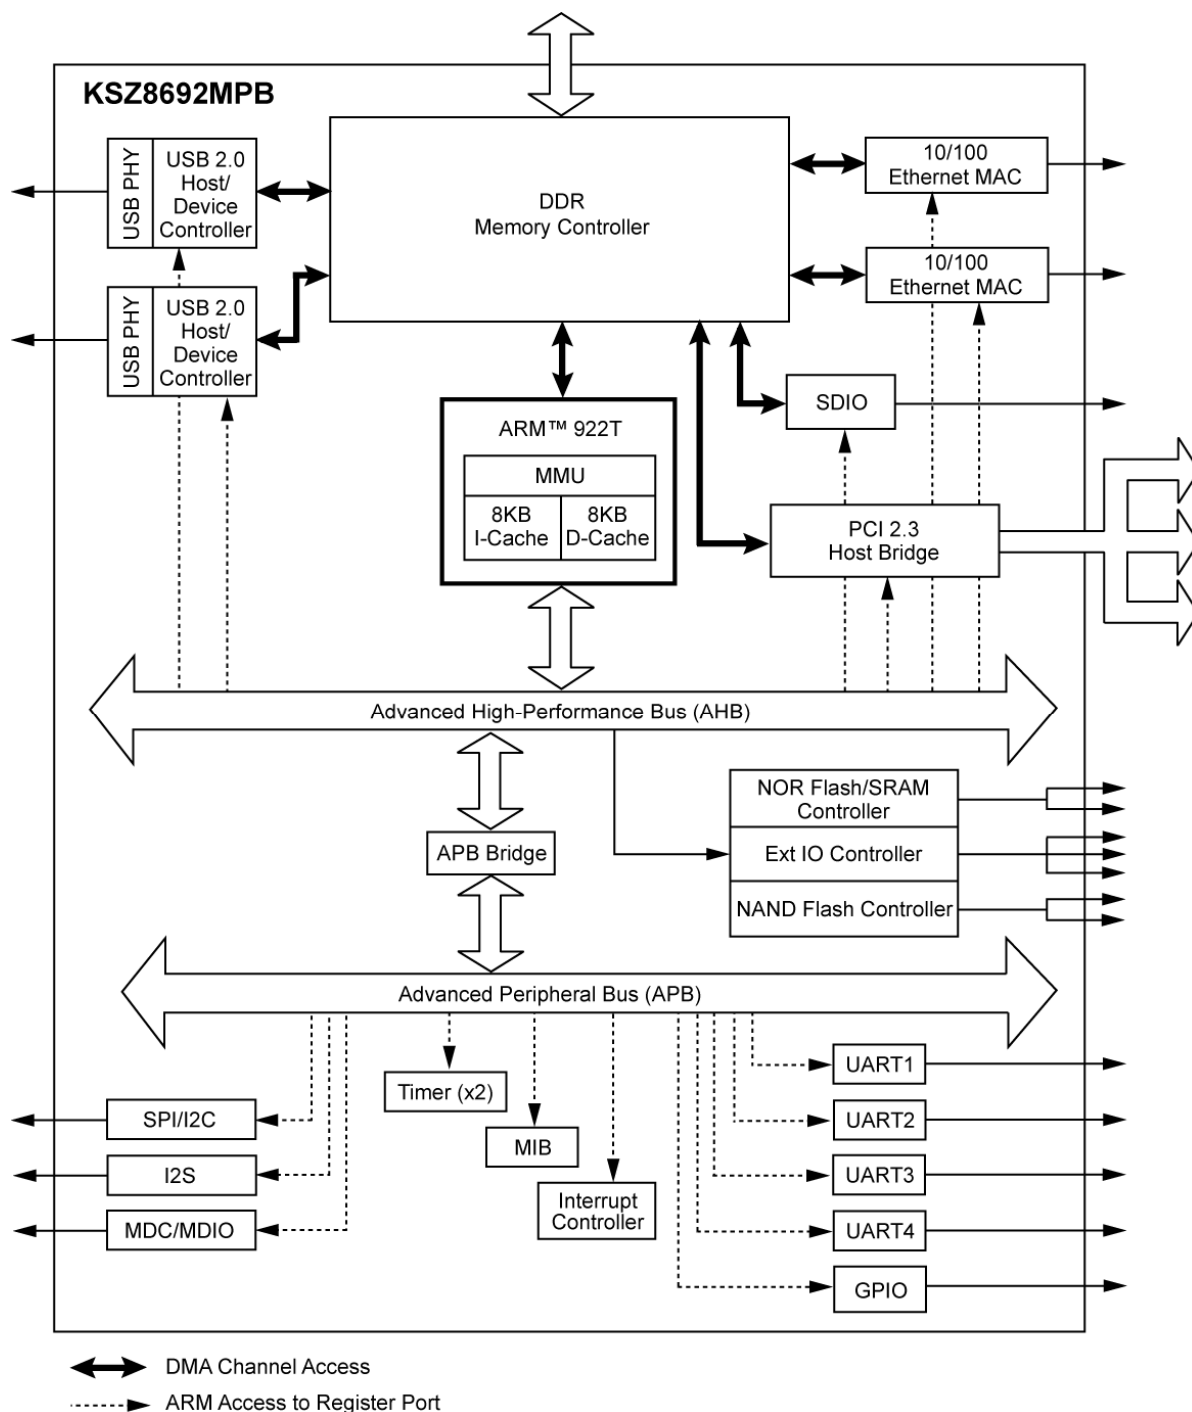 KSZ8692MPB
USB PHY
USB 2.0
Host/
Device
Controller
DDR
Memory Controller
10/100
Ethernet MAC
USB PHY
USB 2.0
Host/
Device
Controller
10/100
Ethernet MAC
SDIO
ARM™ 922T
MMU
8KB
I-Cache
8KB
D-Cache
PCI 2.3
Host Bridge
Advanced High-Performance Bus (AHB)
APB Bridge
NOR Flash/SRAM
Controller
Ext IO Controller
NAND Flash Controller
Advanced Peripheral Bus (APB)
SPI/I2C
I2S
MDC/MDIO
Timer (x2)
MIB
Interrupt
Controller
UART1
UART2
UART3
UART4
GPIO
DMA Channel Access
ARM Access to Register Port